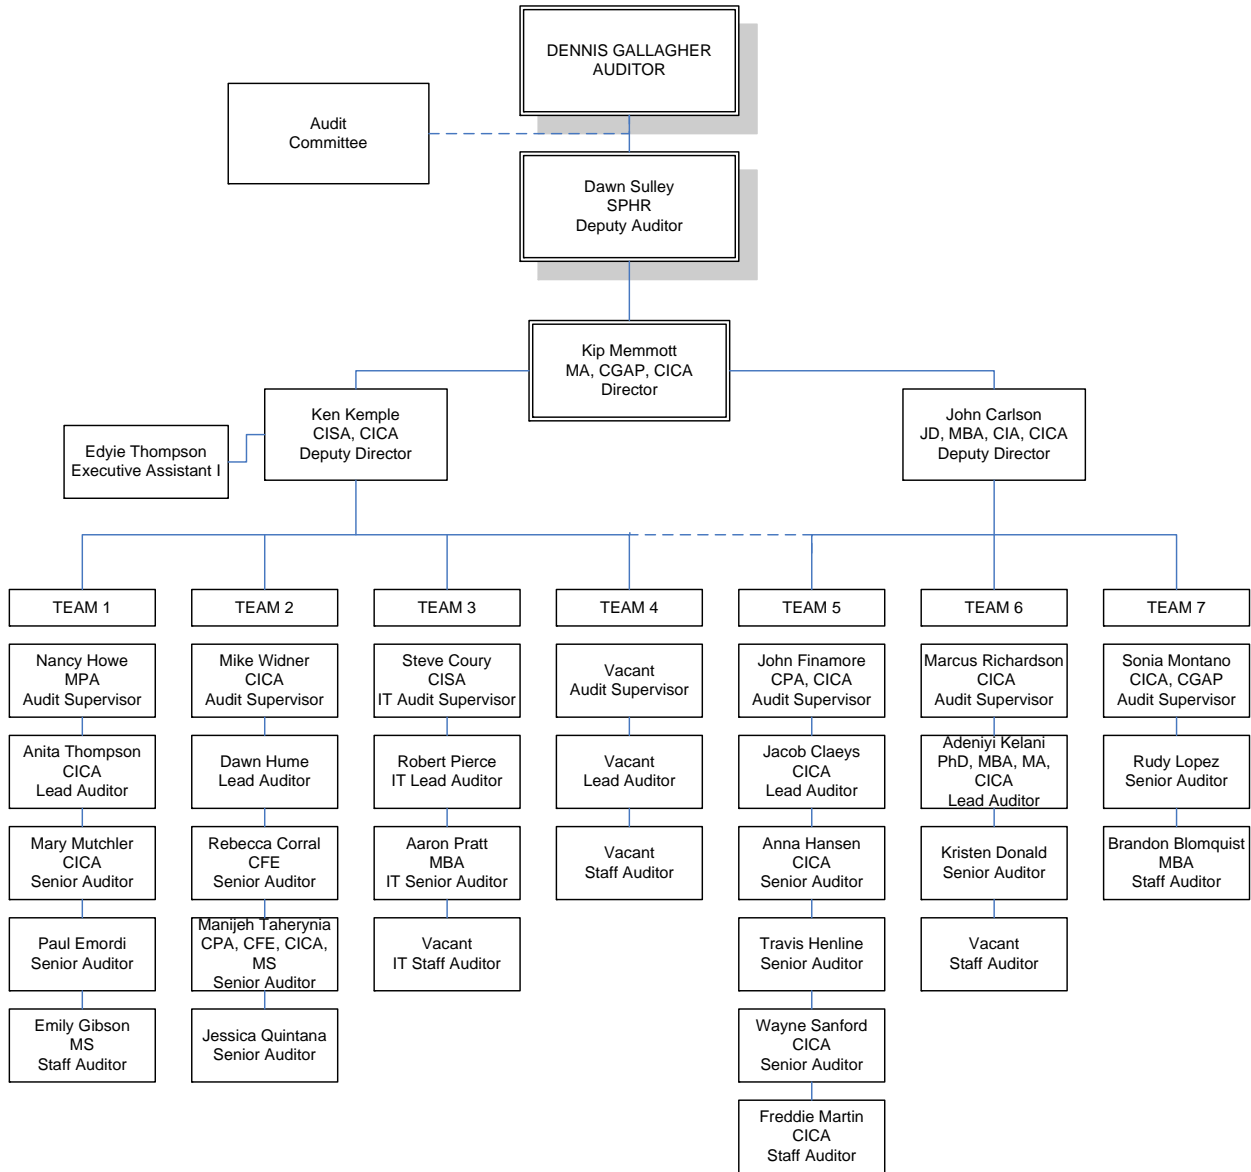 DENNIS GALLAGHER
AUDITOR
Audit
Committee
Dawn Sulley
SPHR
Deputy Auditor
Kip Memmott
MA, CGAP, CICA
Director
Ken Kemple
CISA, CICA
Deputy Director
John Carlson
JD, MBA, CIA, CICA
Deputy Director
Edyie Thompson
Executive Assistant I
TEAM 1
Nancy Howe
MPA
Audit Supervisor
Anita Thompson
CICA
Lead Auditor
Mary Mutchler
CICA
Senior Auditor
Paul Emordi
Senior Auditor
Emily Gibson
MS
Staff Auditor
TEAM 2
Mike Widner
CICA
Audit Supervisor
Dawn Hume
Lead Auditor
Rebecca Corral
CFE
Senior Auditor
Manijeh Taherynia
CPA, CFE, CICA,
MS
Senior Auditor
Jessica Quintana
Senior Auditor
TEAM 3
Steve Coury
CISA
IT Audit Supervisor
Robert Pierce
IT Lead Auditor
Aaron Pratt
MBA
IT Senior Auditor
Vacant
IT Staff Auditor
TEAM 4
Vacant
Audit Supervisor
Vacant
Lead Auditor
Vacant
Staff Auditor
TEAM 5
John Finamore
CPA, CICA
Audit Supervisor
Jacob Claeys
CICA
Lead Auditor
Anna Hansen
CICA
Senior Auditor
Travis Henline
Senior Auditor
Wayne Sanford
CICA
Senior Auditor
Freddie Martin
CICA
Staff Auditor
TEAM 6
Marcus Richardson
CICA
Audit Supervisor
Adeniyi Kelani
PhD, MBA, MA,
CICA
Lead Auditor
Kristen Donald
Senior Auditor
Vacant
Staff Auditor
TEAM 7
Sonia Montano
CICA, CGAP
Audit Supervisor
Rudy Lopez
Senior Auditor
Brandon Blomquist
MBA
Staff Auditor